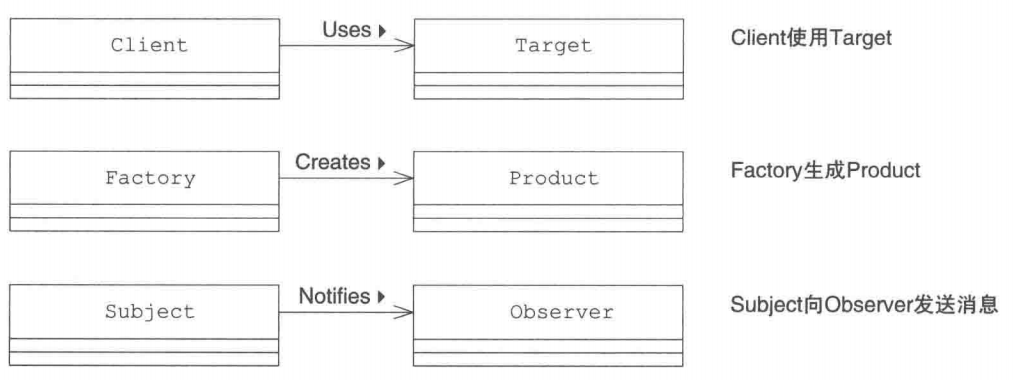 Client Uses Target Client使用Target
Factory Creates Product Factory生成Product
Subject Notifies Observer Subject向Observer发送消息